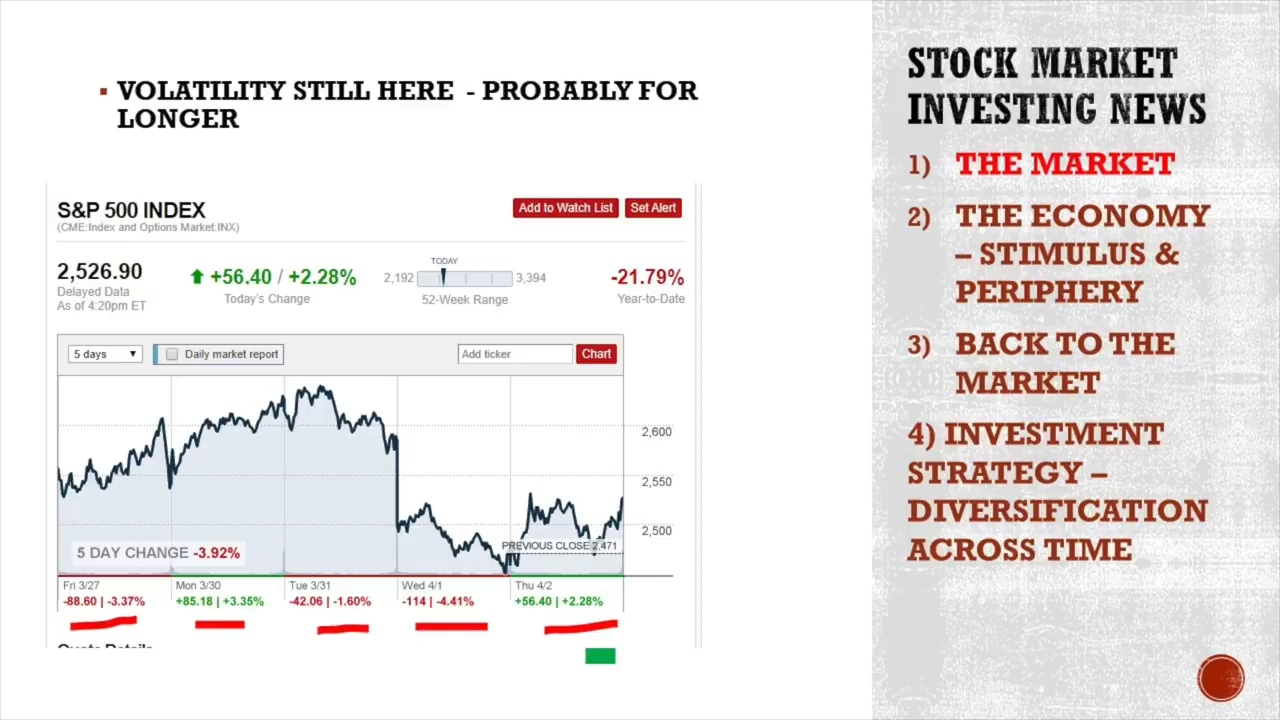 VOLATILITY STILL HERE - PROBABLY FOR
LONGER
S&P 500 INDEX
(CME:Index and Options Market:INX)
Add to Watch List
Set Alert
2,526.90
Delayed Data
As of 4:20pm ET
+56.40 / +2.28%
Today's Change
TODAY
2,192
3,394
52-Week Range
-21.79%
Year-to-Date
5 days
Daily market report
Add ticker
Chart
2,600
2,550
2,500
PREVIOUS CLOSE 2,471
5 DAY CHANGE -3.92%
Fri 3/27
Mon 3/30
Tue 3/31
Wed 4/1
Thu 4/2
-88.60 | -3.37%
+85.18 | +3.35%
-42.06 | -1.60%
-114 | -4.41%
+56.40 | +2.28%
Quote Details
STOCK MARKET
INVESTING NEWS
1) THE MARKET
2) THE ECONOMY
– STIMULUS &
PERIPHERY
3) BACK TO THE
MARKET
4) INVESTMENT
STRATEGY –
DIVERSIFICATION
ACROSS TIME